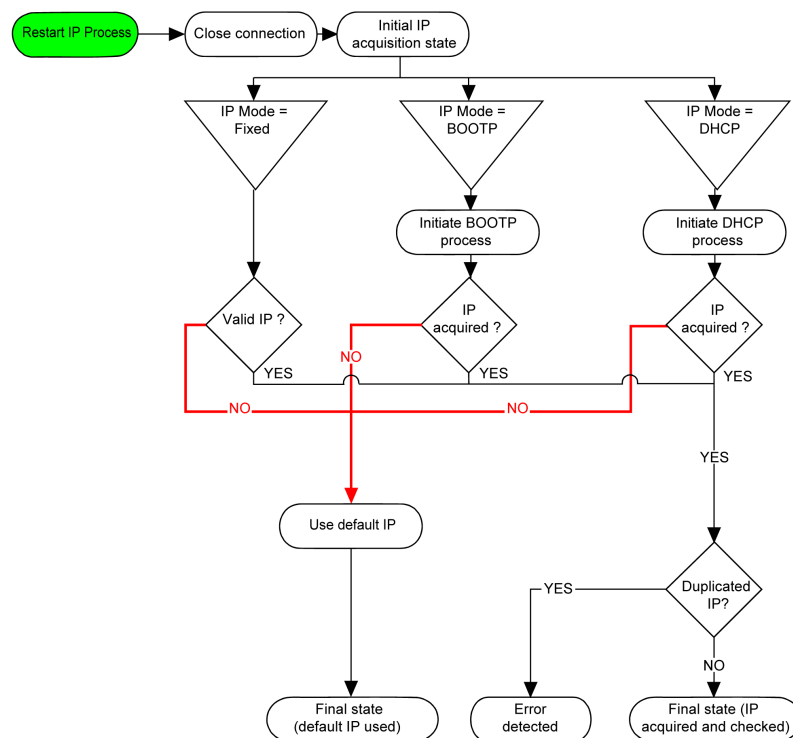 Restart IP Process
Close connection
Initial IP
acquisition state
IP Mode =
Fixed
IP Mode =
BOOTP
IP Mode =
DHCP
Initiate BOOTP
process
Initiate DHCP
process
Valid IP ?
IP
acquired ?
IP
acquired ?
NO
YES
YES
YES
NO
NO
YES
Use default IP
Duplicated
IP?
YES
NO
Final state
(default IP used)
Error
detected
Final state (IP
acquired and checked)